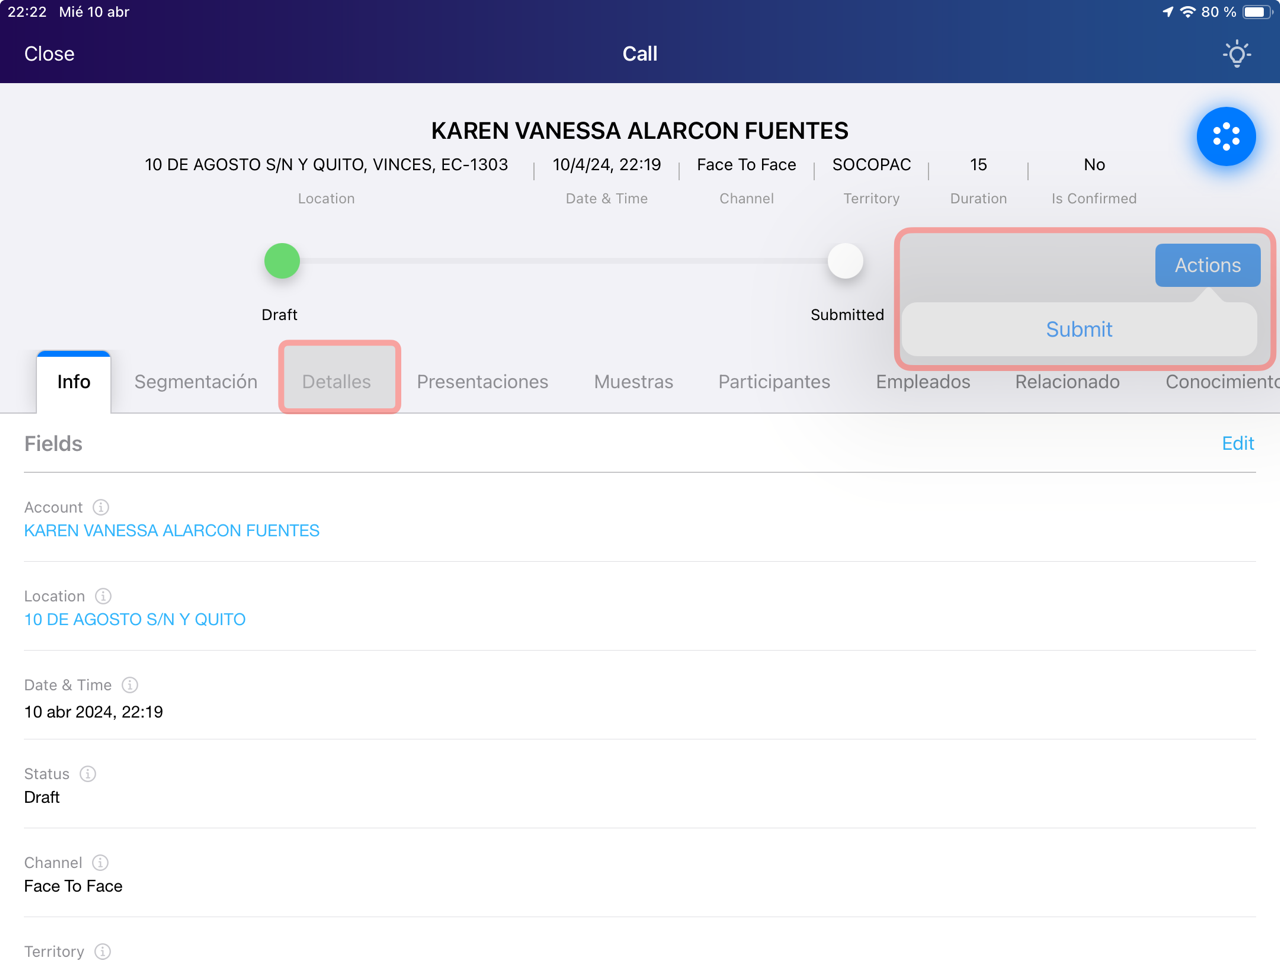 22:22 Mié 10 abr 80 %
Close Call
KAREN VANESSA ALARCON FUENTES
10 DE AGOSTO S/N Y QUITO, VINCES, EC-1303 10/4/24, 22:19 Face To Face SOCOPAC 15 No
Location Date & Time Channel Territory Duration Is Confirmed
Actions
Draft Submitted
Submit
Info Segmentación Detalles Presentaciones Muestras Participantes Empleados Relacionado Conocimiento
Fields Edit
Account
KAREN VANESSA ALARCON FUENTES
Location
10 DE AGOSTO S/N Y QUITO
Date & Time
10 abr 2024, 22:19
Status
Draft
Channel
Face To Face
Territory